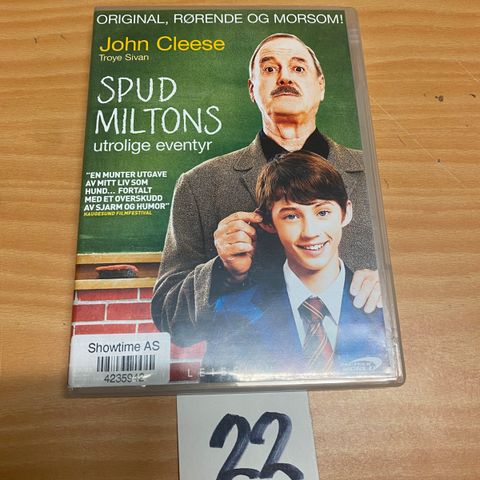 ORIGINAL, RØRENDE OG MORSOM!
John Cleese
Troye Sivan
SPUD
MILTONS
utrolige eventyr
"EN MUNTER UTGAVE
AV MITT LIV SOM
HUND... FORTALT
MED ET OVERSKUDD
AV SJARM OG HUMOR"
HAUGESUND FILMFESTIVAL
Showtime AS
4235942
22